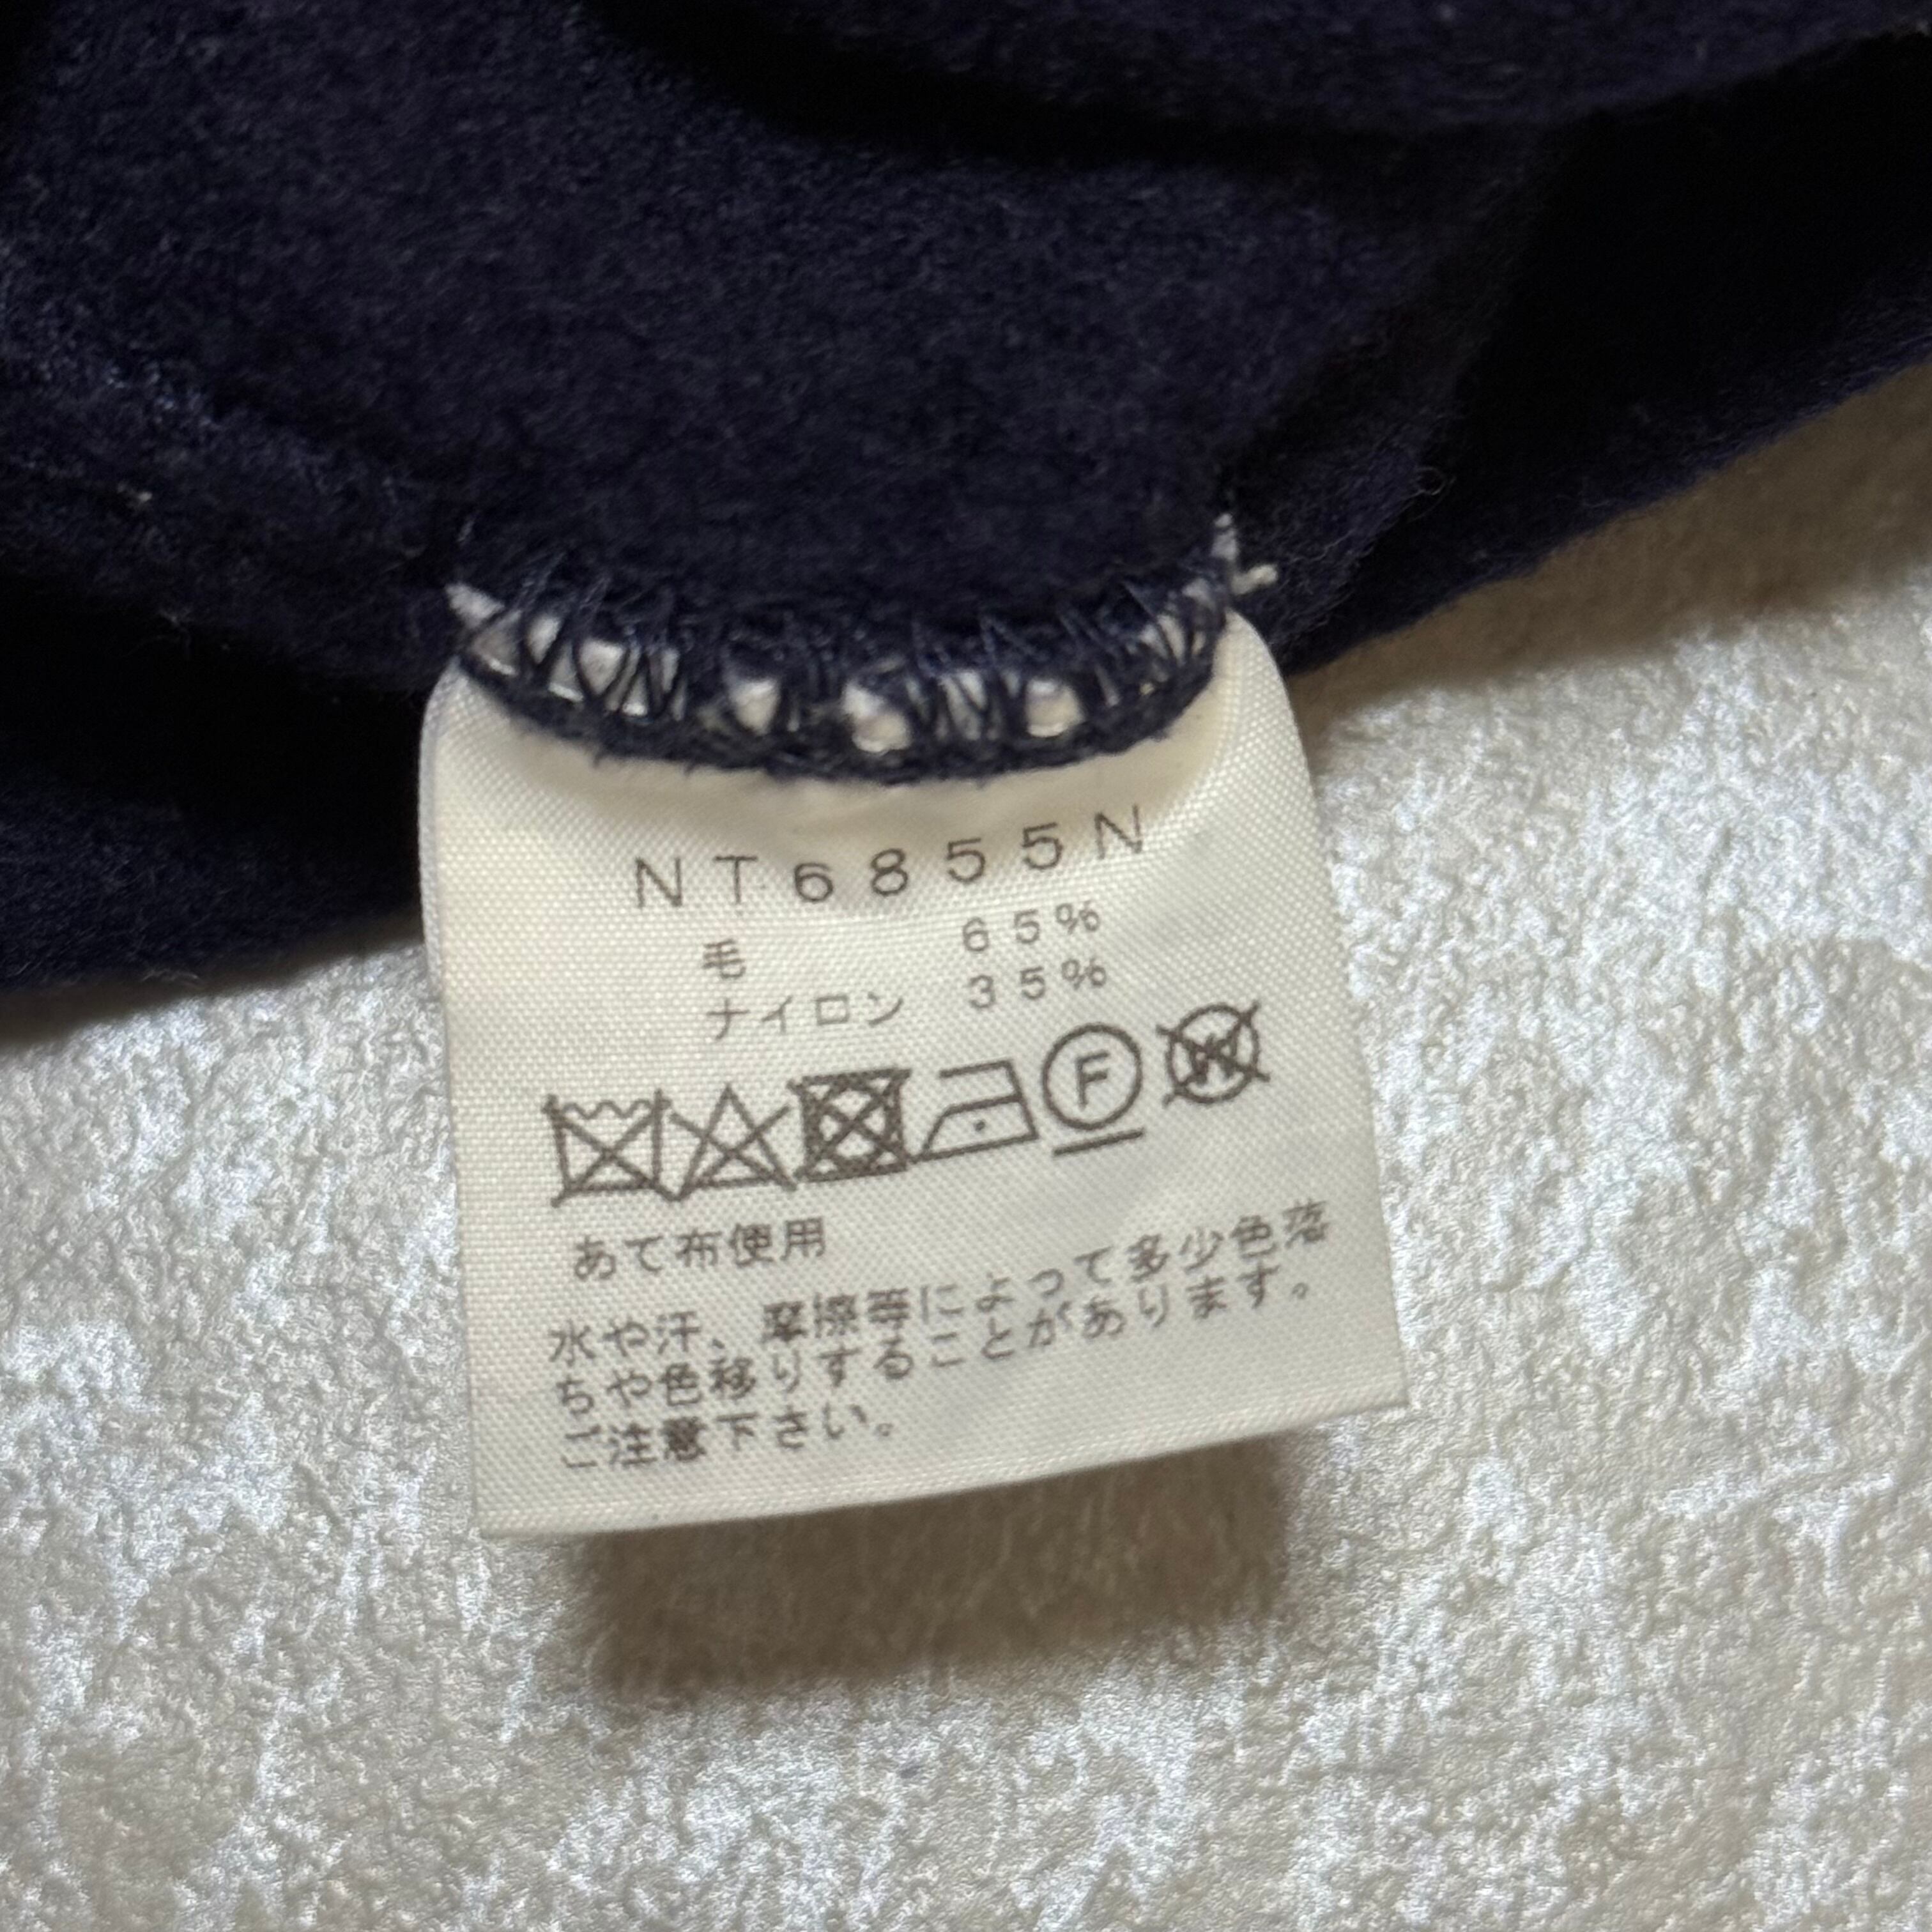 NT6855N
毛 65%
ナイロン 35%
F W
あて布使用
水や汗、摩擦等によって多少色落
ちや色移りすることがあります。
ご注意下さい。